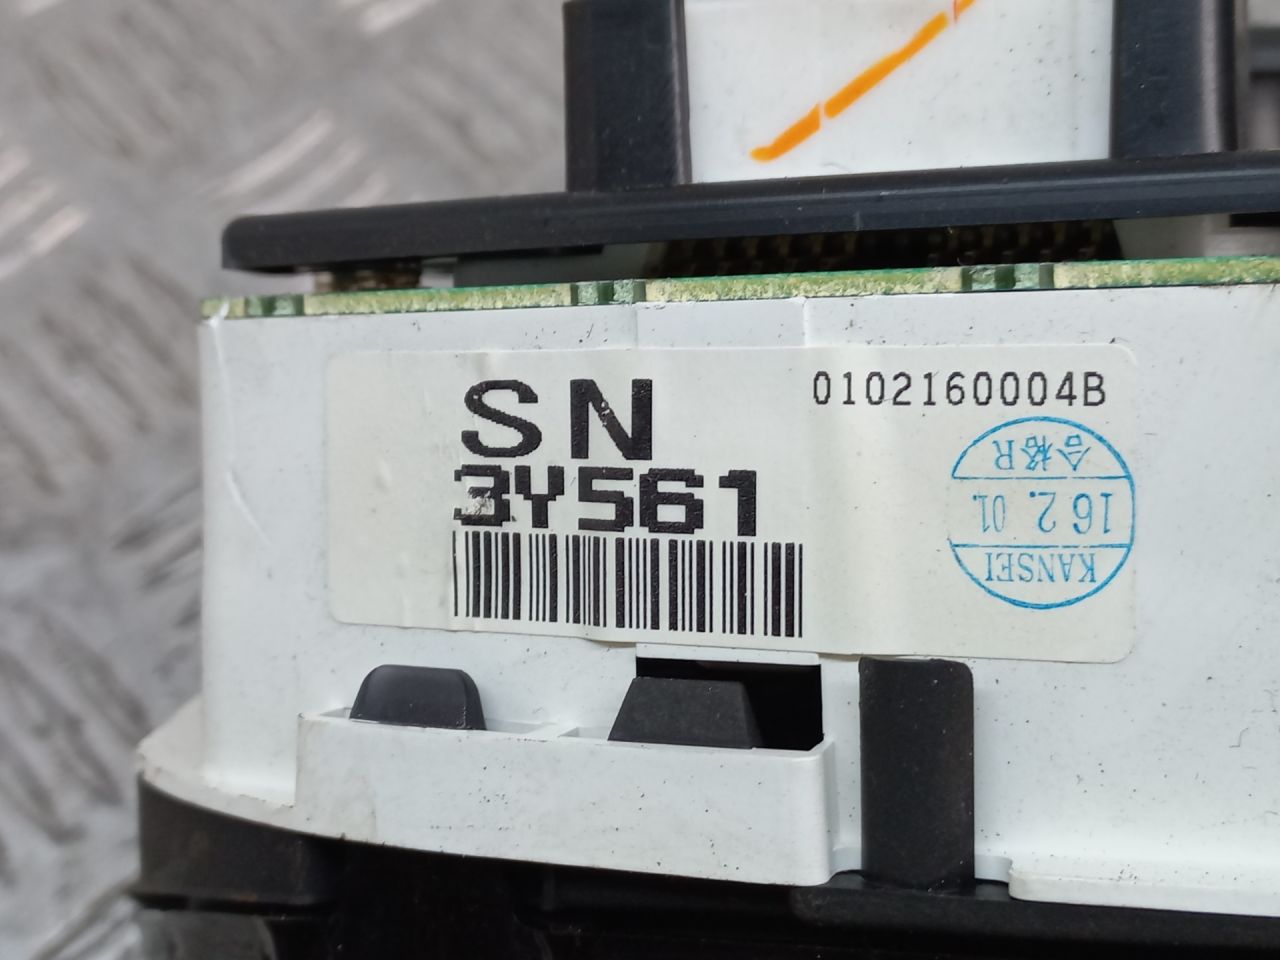 SN
3Y561
0102160004B
KANSEI
16.2.01
合格R